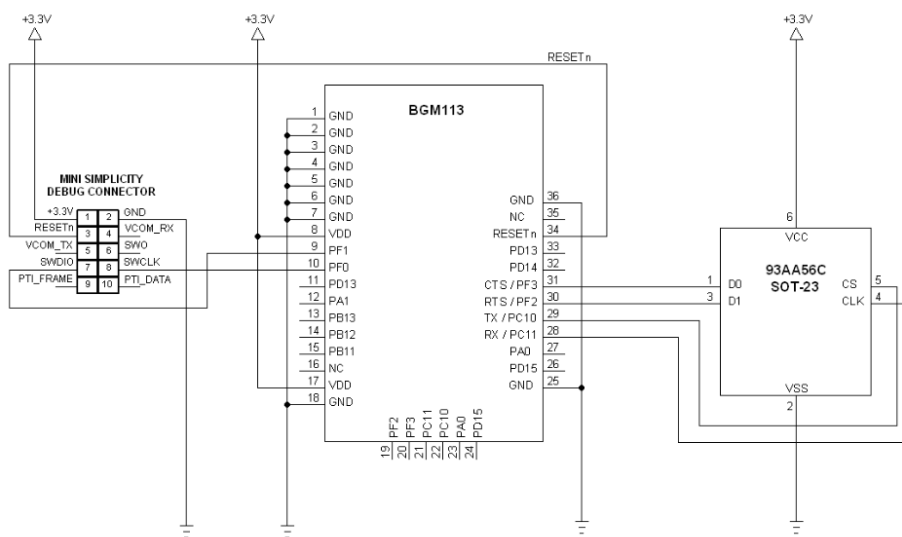 +3.3V
+3.3V
+3.3V
RESETn
BGM113
1 GND
2 GND
3 GND
4 GND
5 GND
6 GND
7 GND
8 VDD
9 PF1
10 PF0
11 PD13
12 PA1
13 PB13
14 PB12
15 PB11
16 NC
17 VDD
18 GND
GND 36
NC 35
RESETn 34
PD13 33
PD14 32
CTS / PF3 31
RTS / PF2 30
TX / PC10 29
RX / PC11 28
PA0 27
PD15 26
GND 25
19 PF2
20 PF3
21 PC11
22 PC10
23 PA0
24 PD15
MINI SIMPLICITY
DEBUG CONNECTOR
+3.3V 1 2 GND
RESETn 3 4 VCOM_RX
VCOM_TX 5 6 SWO
SWDIO 7 8 SWCLK
PTI_FRAME 9 10 PTI_DATA
6
VCC
93AA56C
SOT-23
1 D0
3 D1
CS 5
CLK 4
VSS
2